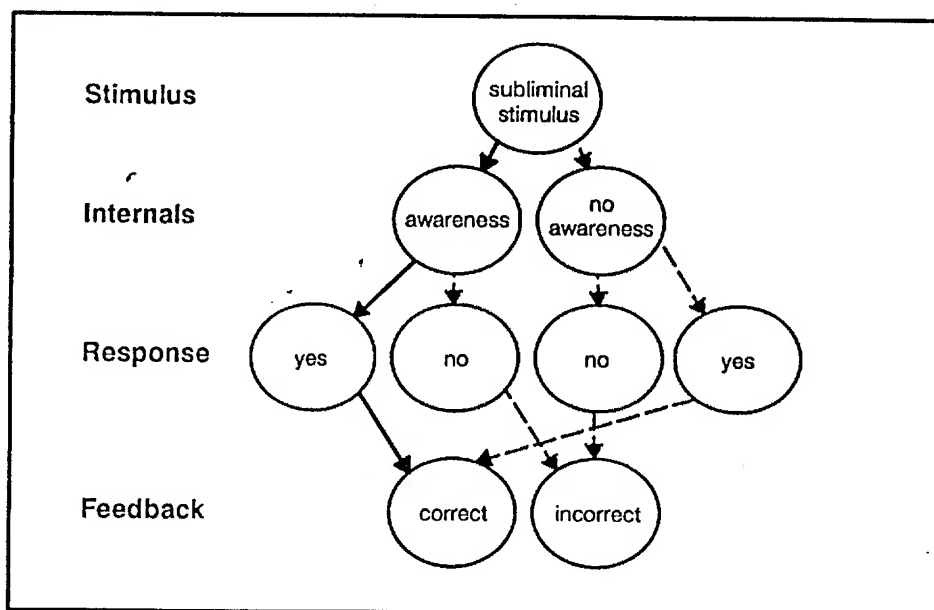 Stimulus
subliminal
stimulus
Internals
awareness
no
awareness
Response
yes
no
no
yes
Feedback
correct
incorrect